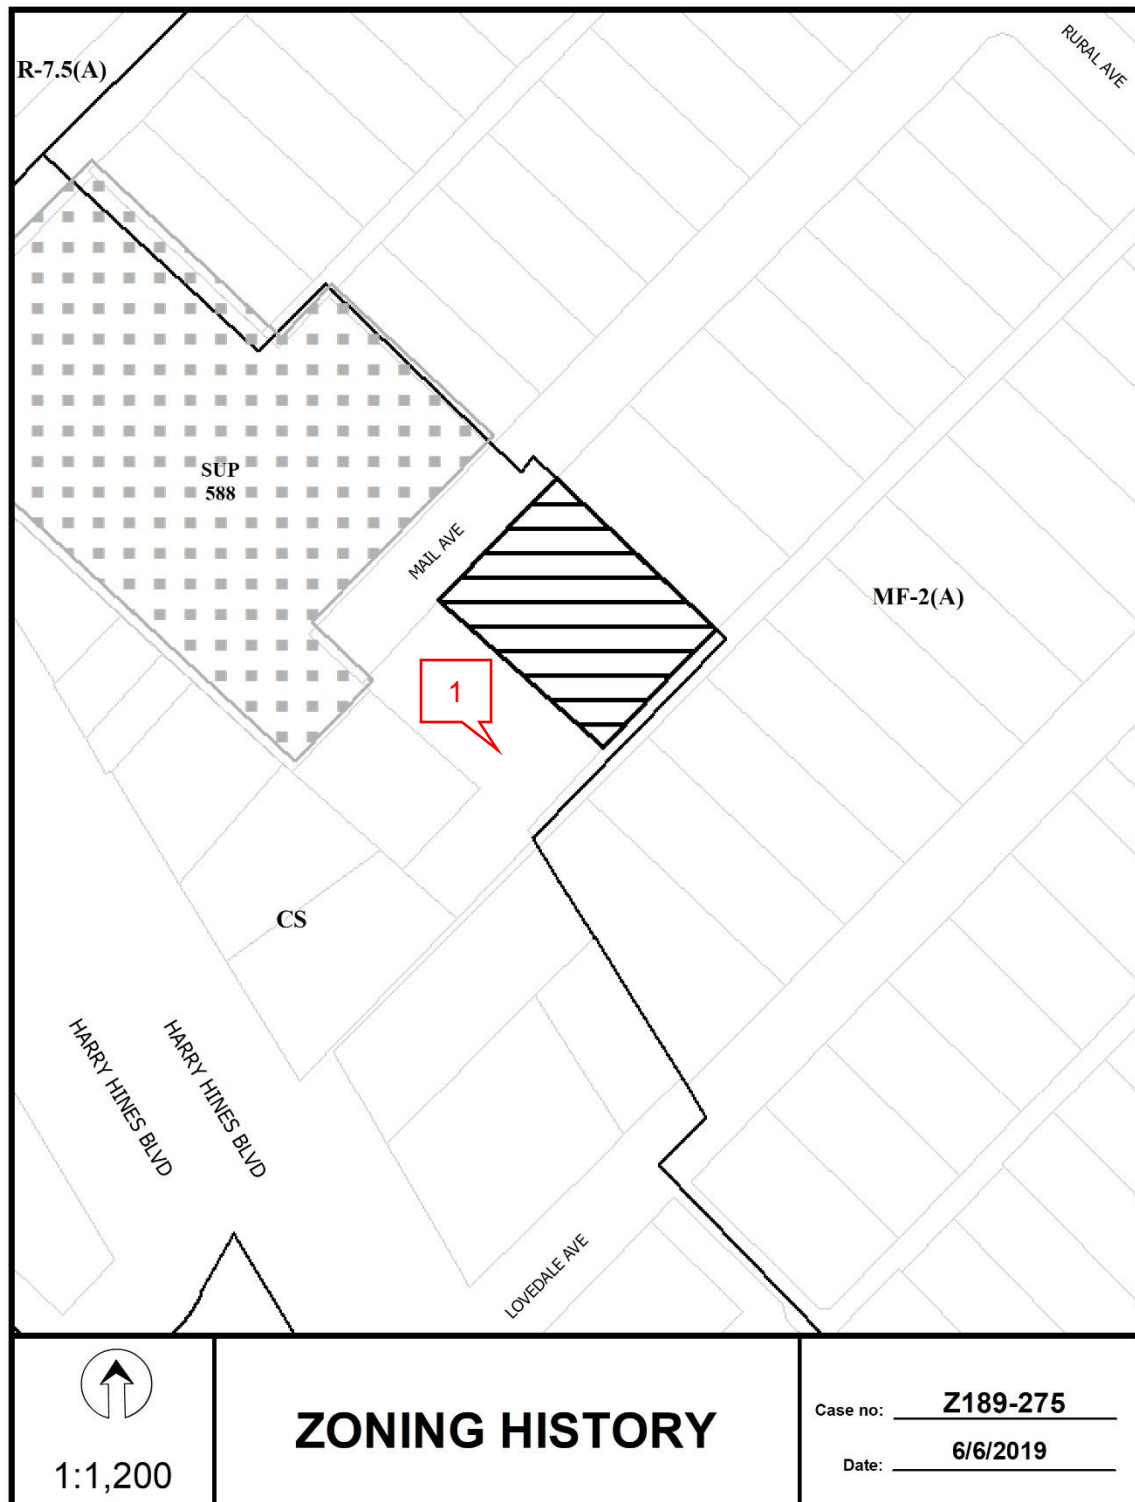 RURAL AVE
R-7.5(A)
SUP
588
MAIL AVE
MF-2(A)
1
CS
HARRY HINES BLVD
HARRY HINES BLVD
LOVEDALE AVE
1:1,200
ZONING HISTORY
Case no: Z189-275
Date: 6/6/2019